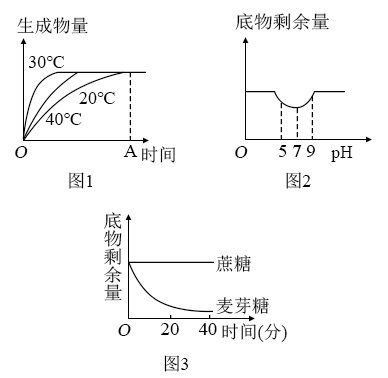 生成物量
30℃
20℃
40℃
O
A
时间
图1
底物剩余量
O
5 7 9
pH
图2
底物剩余量
蔗糖
麦芽糖
O
20
40
时间(分)
图3